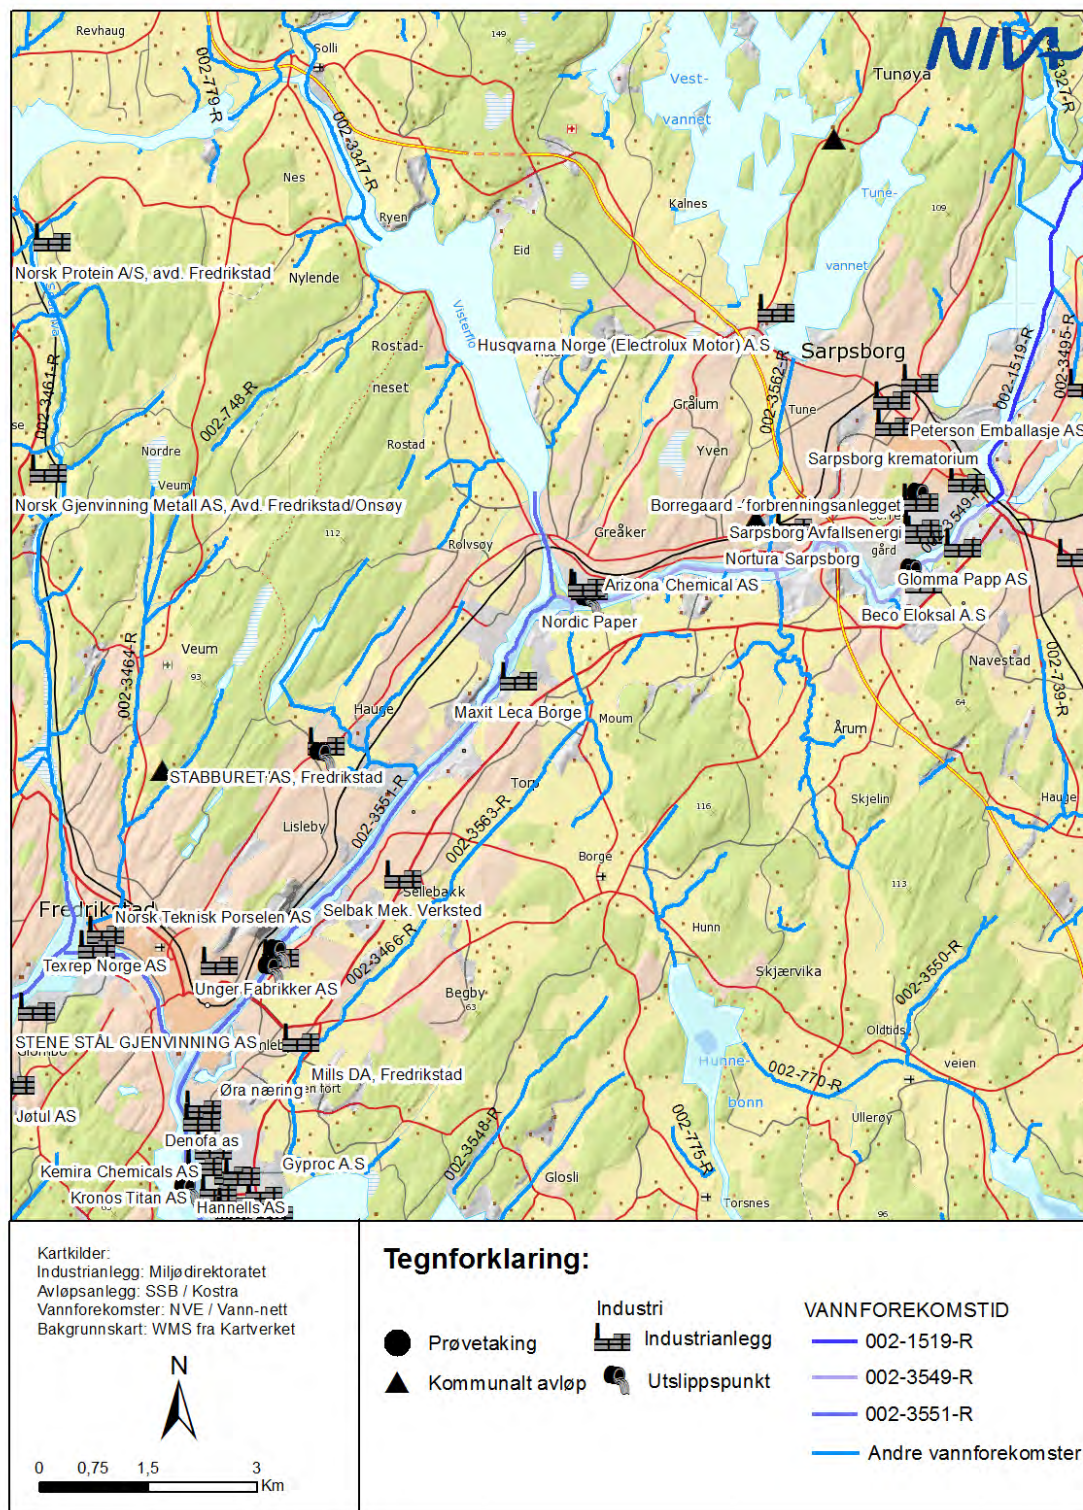 Revhaug
Solli
149
NIVA
Tunøya
002-779-R
Vest-
vannet
002-3347-R
Nes
Ryen
Kalnes
Tune-
109
Eid
vannet
Norsk Protein A/S, avd. Fredrikstad
Nylende
Visterflo
Husqvarna Norge (Electrolux Motor) A.S
Sarpsborg
Rostad-
neset
002-3461-R
002-748-R
002-3562-R
002-1519-R
002-3495-R
Grålum
Tune
Rostad
Peterson Emballasje AS
Nordre
Yven
Sarpsborg krematorium
Veum
Norsk Gjenvinning Metall AS, Avd. Fredrikstad/Onsøy
Borregaard - forbrenningsanlegget
112
Greåker
Sarpsborg Avfallsenergi
Rolvsøy
Nortura Sarpsborg
gård
Arizona Chemical AS
Glomma Papp AS
Nordic Paper
Beco Eloksal A.S
002-3464-R
Veum
93
Navestad
002-739-R
64
Hauge
Maxit Leca Borge
Moum
Årum
STABBURET AS, Fredrikstad
Torp
Skjelin
Hauge
116
Lisleby
002-3551-R
002-3563-R
Borge
113
Sellebakk
Fredrikstad
Norsk Teknisk Porselen AS
Selbak Mek. Verksted
Hunn
002-3466-R
Texrep Norge AS
Skjærvika
Unger Fabrikker AS
Begby
63
002-3550-R
STENE STÅL GJENVINNING AS
Oldtids
veien
Hunne-
Mills DA, Fredrikstad
002-770-R
Øra næring
bonn
Jøtul AS
Ullerøy
Denofa as
002-3548-R
002-775-R
Kemira Chemicals AS
Gyproc A.S
Glosli
Kronos Titan AS
Hannells AS
Torsnes
96
Kartkilder:
Industrianlegg: Miljødirektoratet
Avløpsanlegg: SSB / Kostra
Vannforekomster: NVE / Vann-nett
Bakgrunnskart: WMS fra Kartverket
N
0 0,75 1,5 3
Km
Tegnforklaring:
Prøvetaking
Kommunalt avløp
Industri
Industrianlegg
Utslippspunkt
VANNFOREKOMSTID
002-1519-R
002-3549-R
002-3551-R
Andre vannforekomster